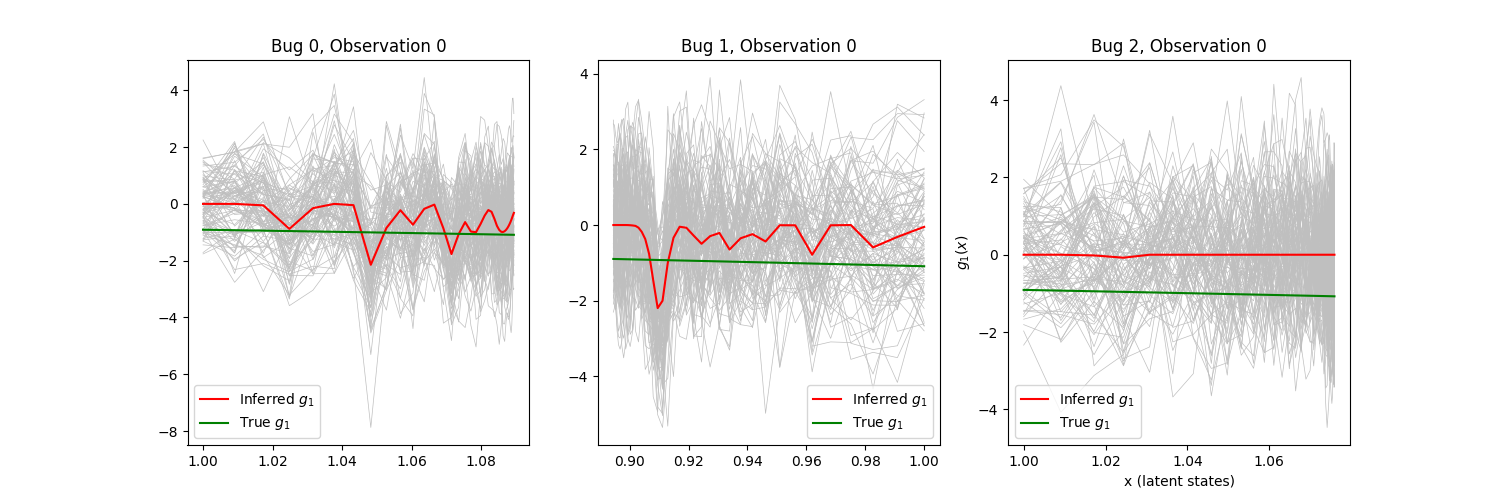 Bug 0, Observation 0
4
2
0
−2
−4
−6
−8
1.00
1.02
1.04
1.06
1.08
Inferred g₁
True g₁
Bug 1, Observation 0
4
2
0
−2
−4
0.90
0.92
0.94
0.96
0.98
1.00
Inferred g₁
True g₁
Bug 2, Observation 0
g₁(x)
4
2
0
−2
−4
1.00
1.02
1.04
1.06
x (latent states)
Inferred g₁
True g₁